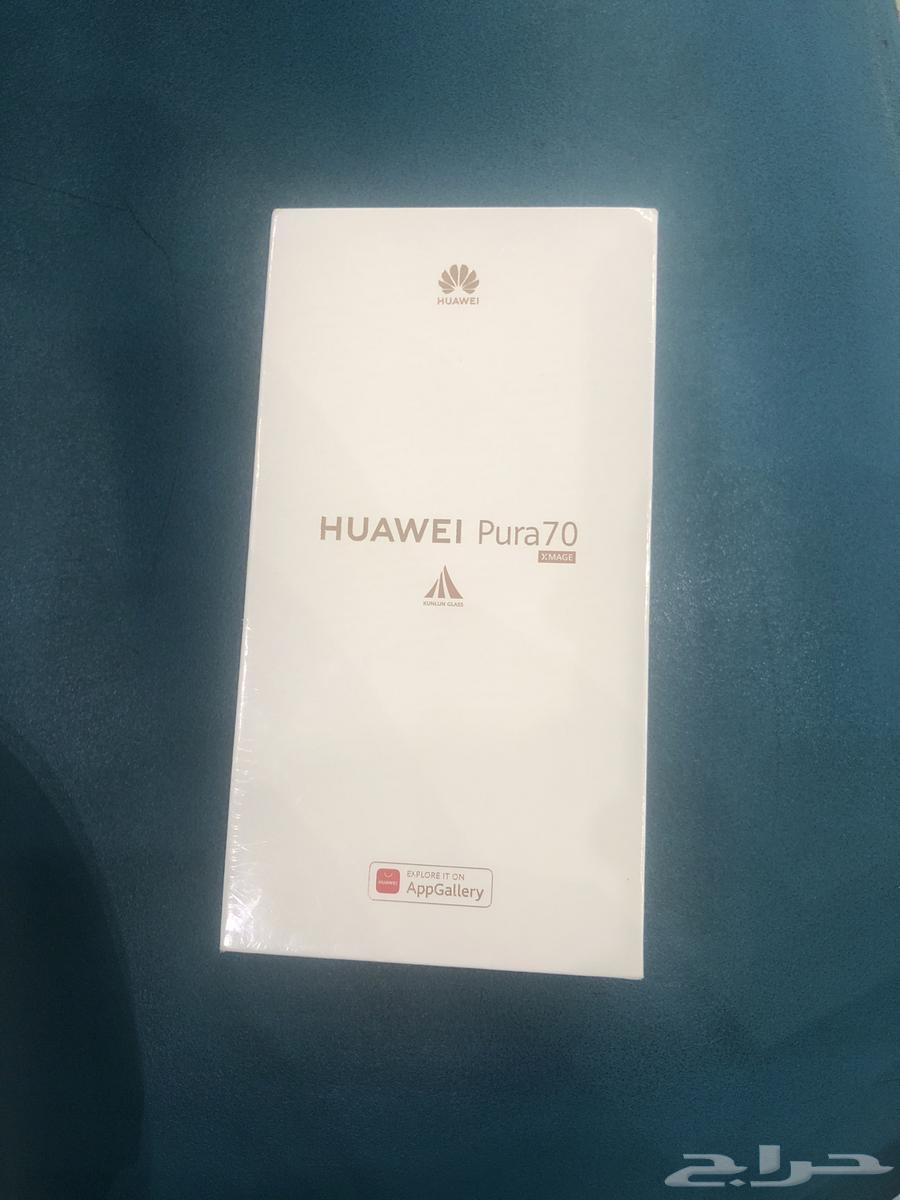 HUAWEI
HUAWEI Pura70
XMAGE
KUNLUN GLASS
HUAWEI
EXPLORE IT ON
AppGallery
حراج